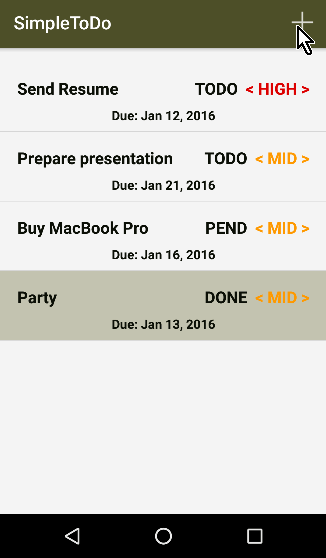 SimpleToDo
Send Resume TODO < HIGH >
Due: Jan 12, 2016
Prepare presentation TODO < MID >
Due: Jan 21, 2016
Buy MacBook Pro PEND < MID >
Due: Jan 16, 2016
Party DONE < MID >
Due: Jan 13, 2016